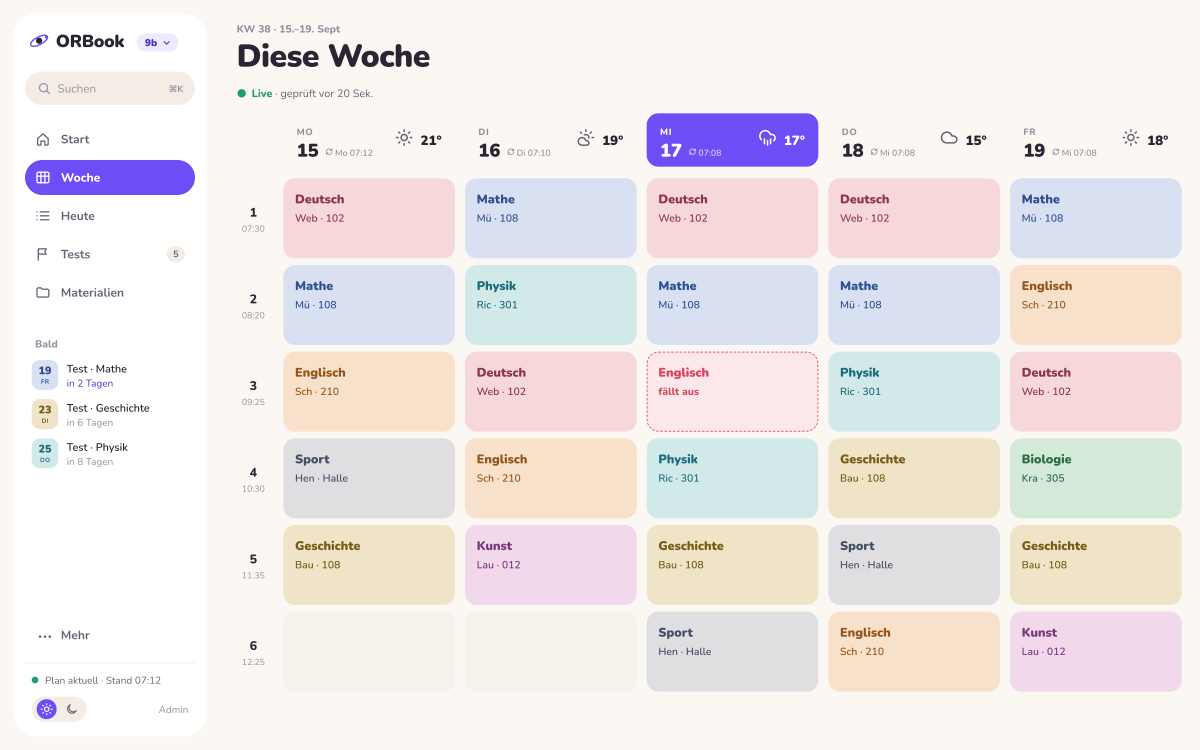 ORBook 9b
Suchen ⌘K
Start
Woche
Heute
Tests 5
Materialien
Bald
19 FR Test · Mathe
in 2 Tagen
23 DI Test · Geschichte
in 6 Tagen
25 DO Test · Physik
in 8 Tagen
Mehr
Plan aktuell · Stand 07:12
Admin
KW 38 · 15.–19. Sept
Diese Woche
Live · geprüft vor 20 Sek.
MO
15 Mo 07:12 21°
DI
16 Di 07:10 19°
MI
17 07:08 17°
DO
18 Mi 07:08 15°
FR
19 Mi 07:08 18°
1
07:30
Deutsch
Web · 102
Mathe
Mü · 108
Deutsch
Web · 102
Deutsch
Web · 102
Mathe
Mü · 108
2
08:20
Mathe
Mü · 108
Physik
Ric · 301
Mathe
Mü · 108
Mathe
Mü · 108
Englisch
Sch · 210
3
09:25
Englisch
Sch · 210
Deutsch
Web · 102
Englisch
fällt aus
Physik
Ric · 301
Deutsch
Web · 102
4
10:30
Sport
Hen · Halle
Englisch
Sch · 210
Physik
Ric · 301
Geschichte
Bau · 108
Biologie
Kra · 305
5
11:35
Geschichte
Bau · 108
Kunst
Lau · 012
Geschichte
Bau · 108
Sport
Hen · Halle
Geschichte
Bau · 108
6
12:25
Sport
Hen · Halle
Englisch
Sch · 210
Kunst
Lau · 012